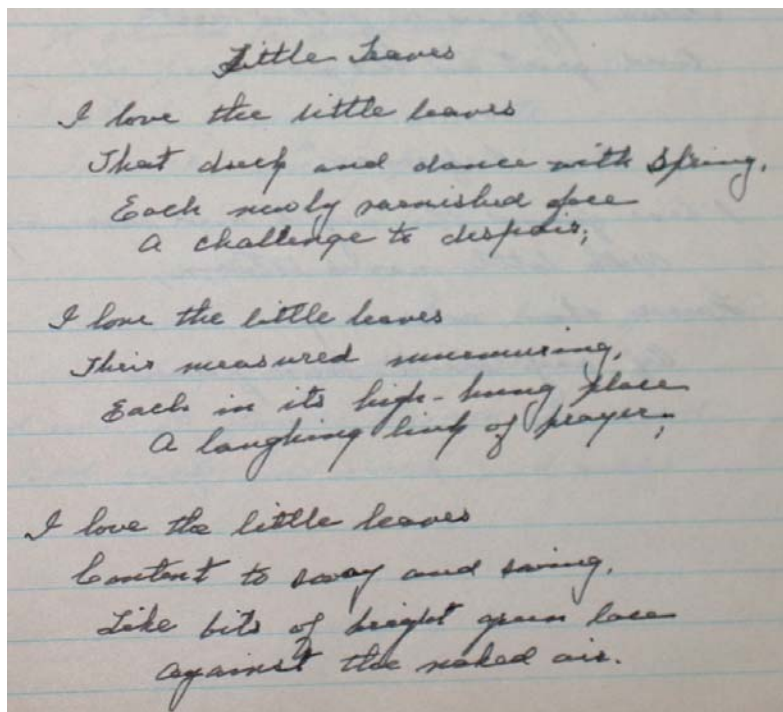 Little Leaves
I love the little leaves
That duck and dance with Spring,
Each newly varnished face
A challenge to despair;
I love the little leaves
Their measured murmuring,
Each in its high-hung place
A laughing link of prayer;
I love the little leaves
Content to sway and swing,
Like bits of bright green lace
against the naked air.